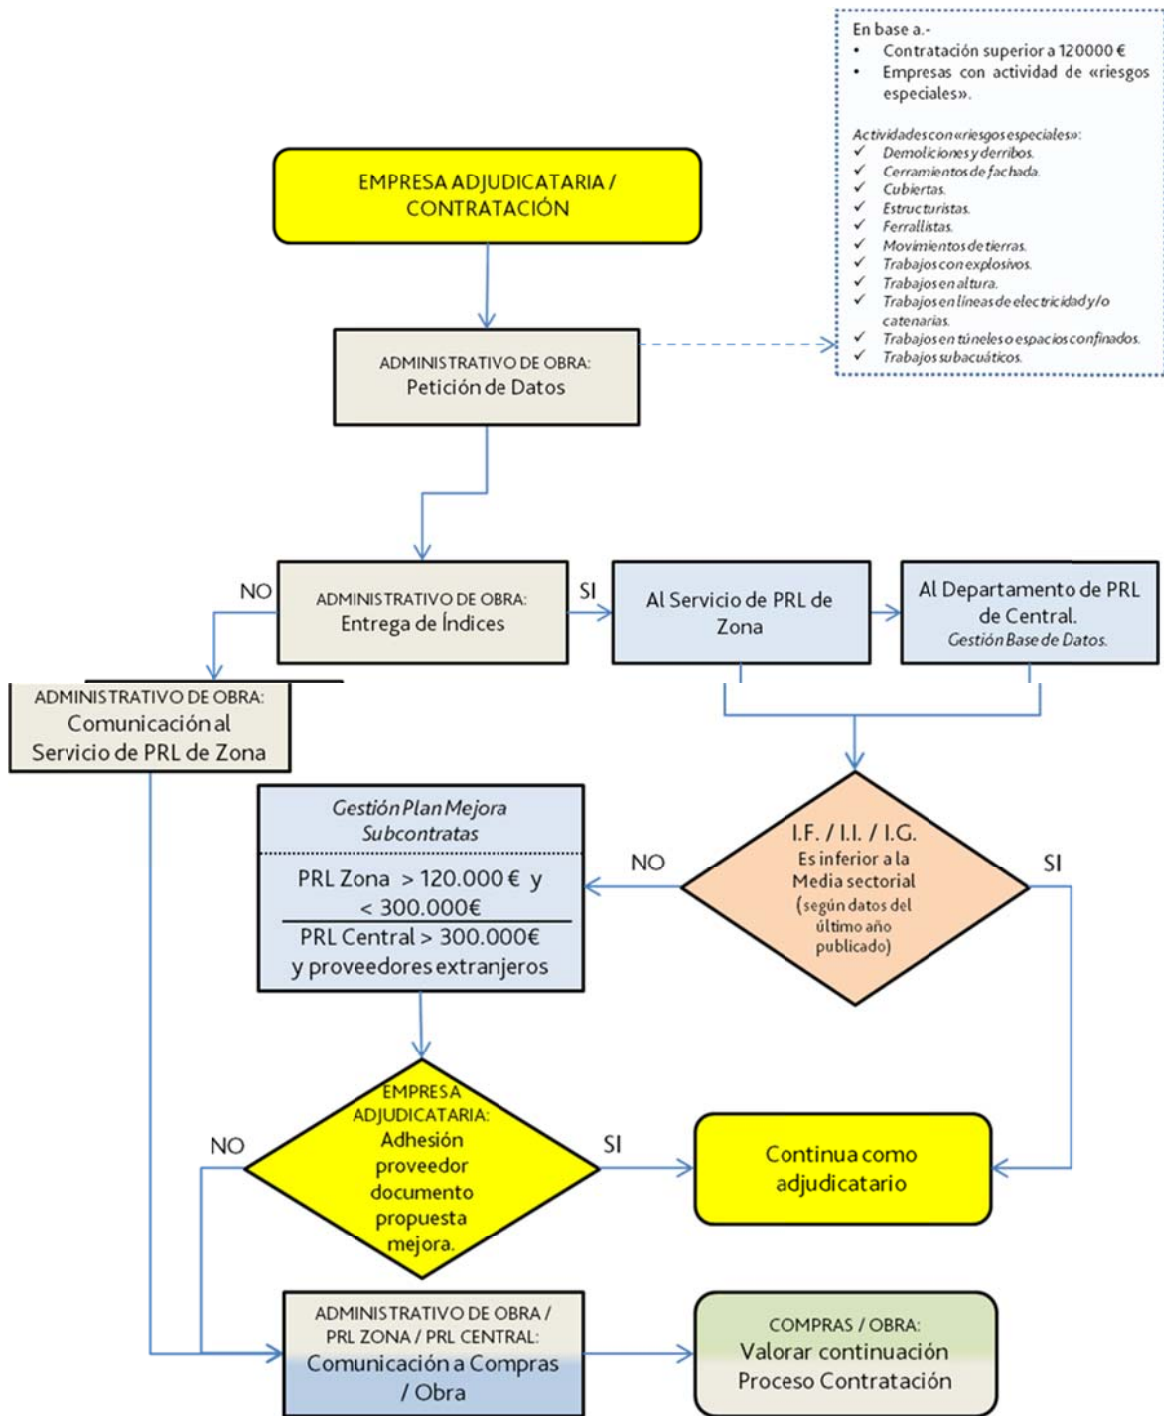 En base a.-
• Contratación superior a 120000 €
• Empresas con actividad de «riesgos
especiales».
Actividades con «riesgos especiales»:
✓ Demoliciones y derribos.
✓ Cerramientos de fachada.
✓ Cubiertas.
✓ Estructuristas.
✓ Ferrallistas.
✓ Movimientos de tierras.
✓ Trabajos con explosivos.
✓ Trabajos en altura.
✓ Trabajos en líneas de electricidad y/o
catenarias.
✓ Trabajos en túneles o espacios confinados.
✓ Trabajos subacuáticos.
EMPRESA ADJUDICATARIA /
CONTRATACIÓN
ADMINISTRATIVO DE OBRA:
Petición de Datos
NO
ADMINISTRATIVO DE OBRA:
Entrega de Índices
SI
Al Servicio de PRL de
Zona
Al Departamento de PRL
de Central.
Gestión Base de Datos.
ADMINISTRATIVO DE OBRA:
Comunicación al
Servicio de PRL de Zona
Gestión Plan Mejora
Subcontratas
PRL Zona > 120.000 € y
< 300.000€
PRL Central > 300.000€
y proveedores extranjeros
NO
I.F. / I.I. / I.G.
Es inferior a la
Media sectorial
(según datos del
último año
publicado)
SI
NO
EMPRESA
ADJUDICATARIA:
Adhesión
proveedor
documento
propuesta
mejora.
SI
Continua como
adjudicatario
ADMINISTRATIVO DE OBRA /
PRL ZONA / PRL CENTRAL:
Comunicación a Compras
/ Obra
COMPRAS / OBRA:
Valorar continuación
Proceso Contratación